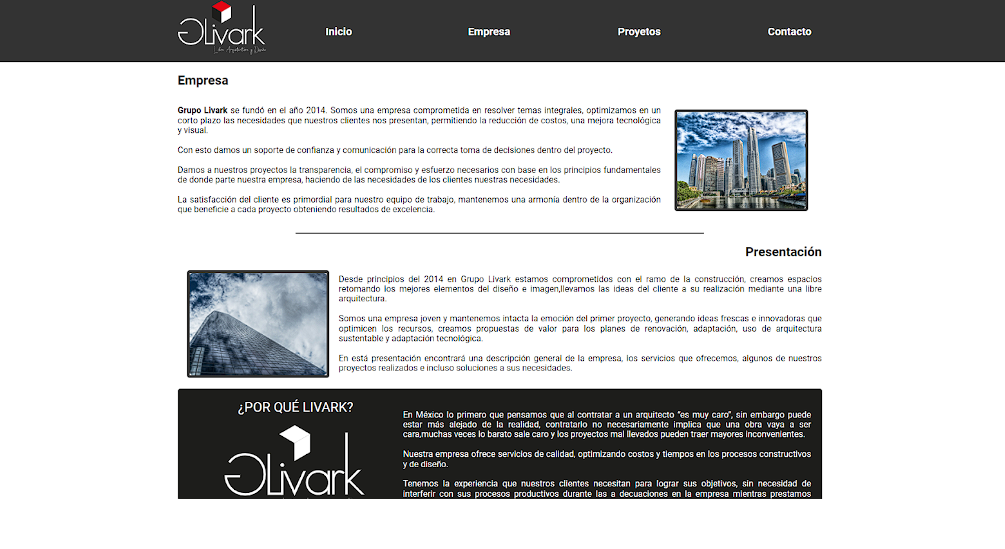 GLivark
Libre Arquitectura y Diseño
Inicio
Empresa
Proyetos
Contacto
Empresa
Grupo Livark se fundó en el año 2014. Somos una empresa comprometida en resolver temas integrales, optimizamos en un
corto plazo las necesidades que nuestros clientes nos presentan, permitiendo la reducción de costos, una mejora tecnológica
y visual.
Con esto damos un soporte de confianza y comunicación para la correcta toma de decisiones dentro del proyecto.
Damos a nuestros proyectos la transparencia, el compromiso y esfuerzo necesarios con base en los principios fundamentales
de donde parte nuestra empresa, haciendo de las necesidades de los clientes nuestras necesidades.
La satisfacción del cliente es primordial para nuestro equipo de trabajo, mantenemos una armonía dentro de la organización
que beneficie a cada proyecto obteniendo resultados de excelencia.
Presentación
Desde principios del 2014 en Grupo Livark estamos comprometidos con el ramo de la construcción, creamos espacios
retomando los mejores elementos del diseño e imagen,llevamos las ideas del cliente a su realización mediante una libre
arquitectura.
Somos una empresa joven y mantenemos intacta la emoción del primer proyecto, generando ideas frescas e innovadoras que
optimicen los recursos, creamos propuestas de valor para los planes de renovación, adaptación, uso de arquitectura
sustentable y adaptación tecnológica.
En está presentación encontrará una descripción general de la empresa, los servicios que ofrecemos, algunos de nuestros
proyectos realizados e incluso soluciones a sus necesidades.
¿POR QUÉ LIVARK?
GLivark
En México lo primero que pensamos que al contratar a un arquitecto "es muy caro", sin embargo puede
estar más alejado de la realidad, contratarlo no necesariamente implica que una obra vaya a ser
cara,muchas veces lo barato sale caro y los proyectos mal llevados pueden traer mayores inconvenientes.
Nuestra empresa ofrece servicios de calidad, optimizando costos y tiempos en los procesos constructivos
y de diseño.
Tenemos la experiencia que nuestros clientes necesitan para lograr sus objetivos, sin necesidad de
interferir con sus procesos productivos durante las a decuaciones en la empresa mientras prestamos